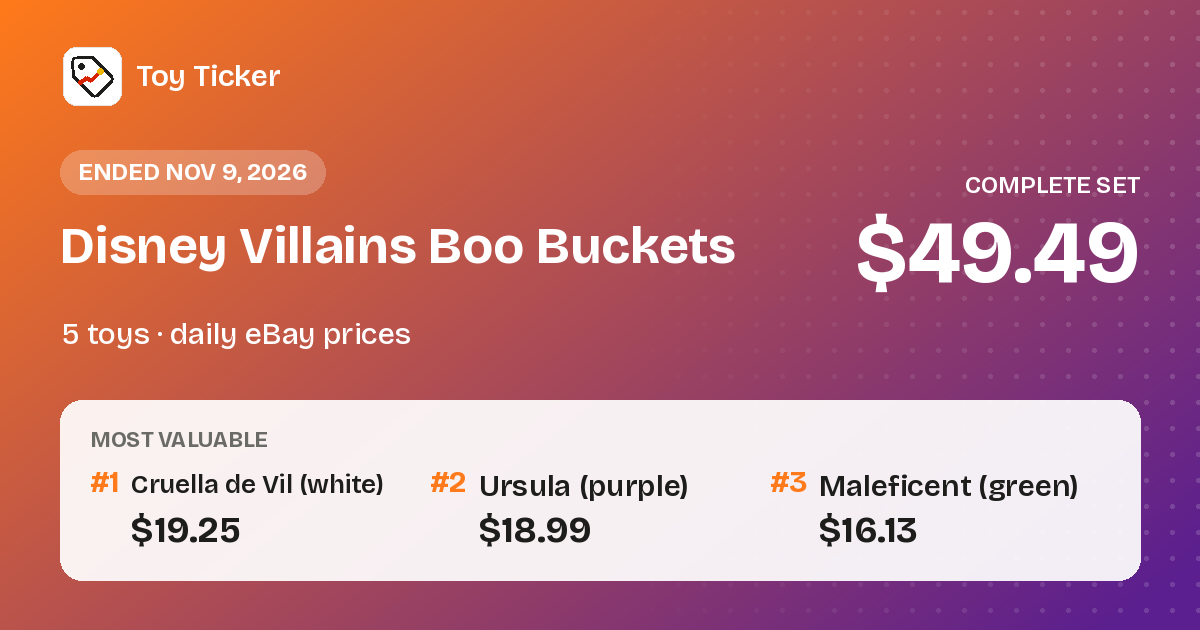 Toy Ticker
ENDED NOV 9, 2026
Disney Villains Boo Buckets
5 toys · daily eBay prices
COMPLETE SET
$49.49
MOST VALUABLE
#1 Cruella de Vil (white)
$19.25
#2 Ursula (purple)
$18.99
#3 Maleficent (green)
$16.13